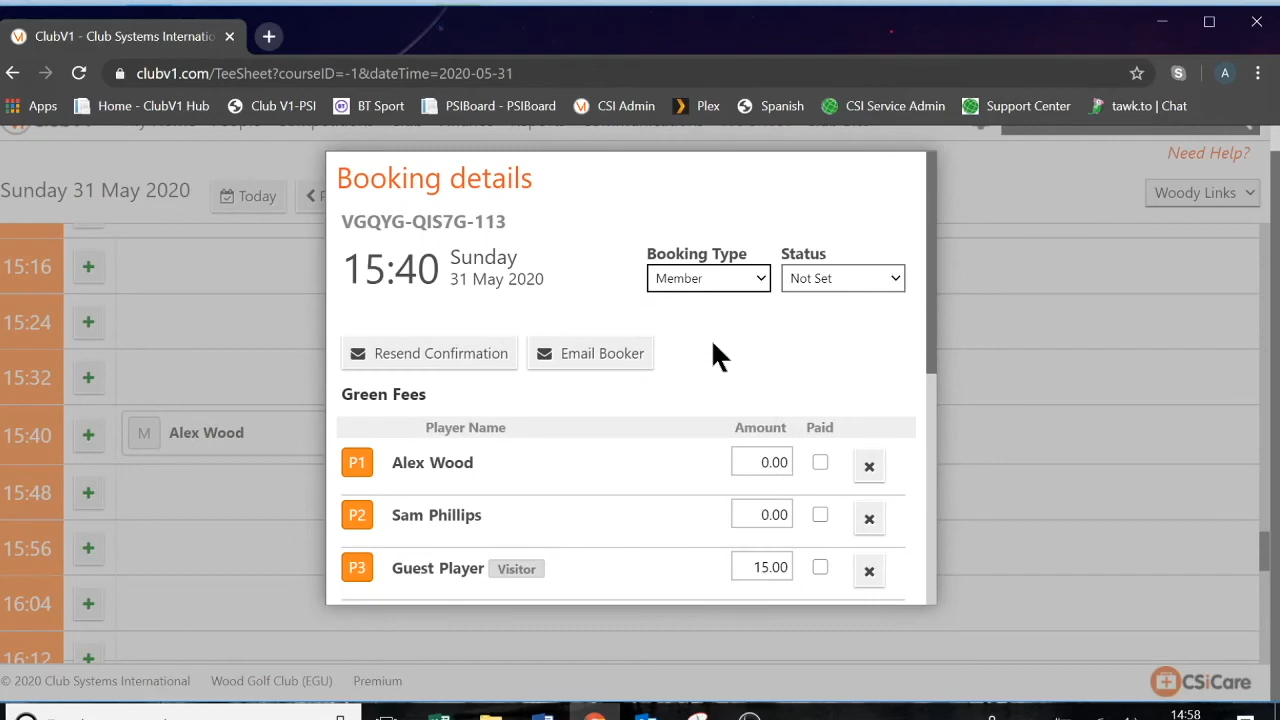 ClubV1 - Club Systems Internatio
clubv1.com/TeeSheet?courseID=-1&dateTime=2020-05-31
A
Apps Home - ClubV1 Hub Club V1-PSI BT Sport PSIBoard - PSIBoard CSI Admin Plex Spanish CSI Service Admin Support Center tawk.to | Chat
Need Help?
Sunday 31 May 2020 Today Woody Links
Booking details
VGQYG-QIS7G-113
15:40 Sunday
31 May 2020
Booking Type Status
Member Not Set
Resend Confirmation Email Booker
Green Fees
Player Name Amount Paid
P1 Alex Wood 0.00
P2 Sam Phillips 0.00
P3 Guest Player Visitor 15.00
15:16
15:24
15:32
15:40 M Alex Wood
15:48
15:56
16:04
16:12
© 2020 Club Systems International Wood Golf Club (EGU) Premium CSiCare
14:58